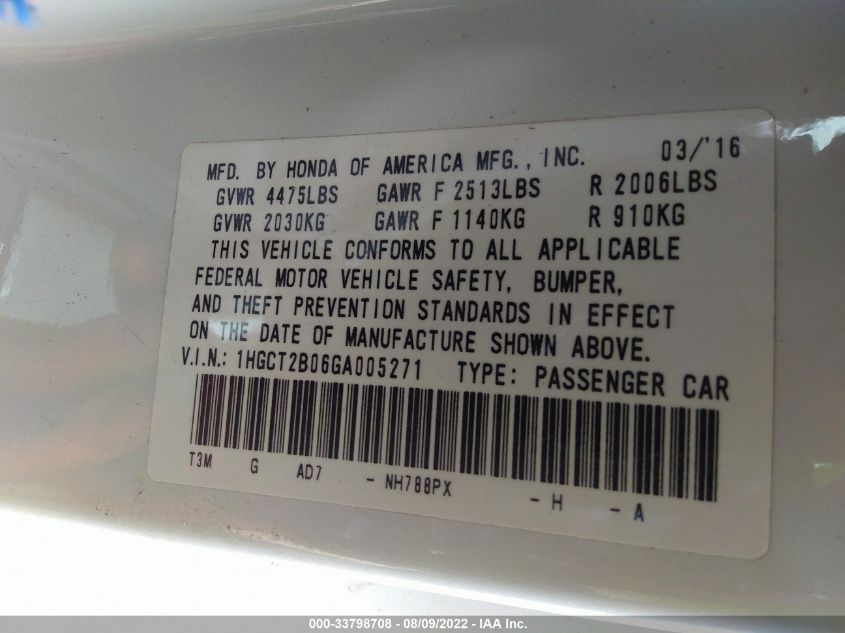 MFD. BY HONDA OF AMERICA MFG., INC. 03/'16
GVWR 4475LBS GAWR F 2513LBS R 2006LBS
GVWR 2030KG GAWR F 1140KG R 910KG
THIS VEHICLE CONFORMS TO ALL APPLICABLE
FEDERAL MOTOR VEHICLE SAFETY, BUMPER,
AND THEFT PREVENTION STANDARDS IN EFFECT
ON THE DATE OF MANUFACTURE SHOWN ABOVE.
V.I.N.: 1HGCT2B06GA005271 TYPE: PASSENGER CAR
T3M G AD7 - NH788PX - H - A
000-33798708 - 08/09/2022 - IAA Inc.